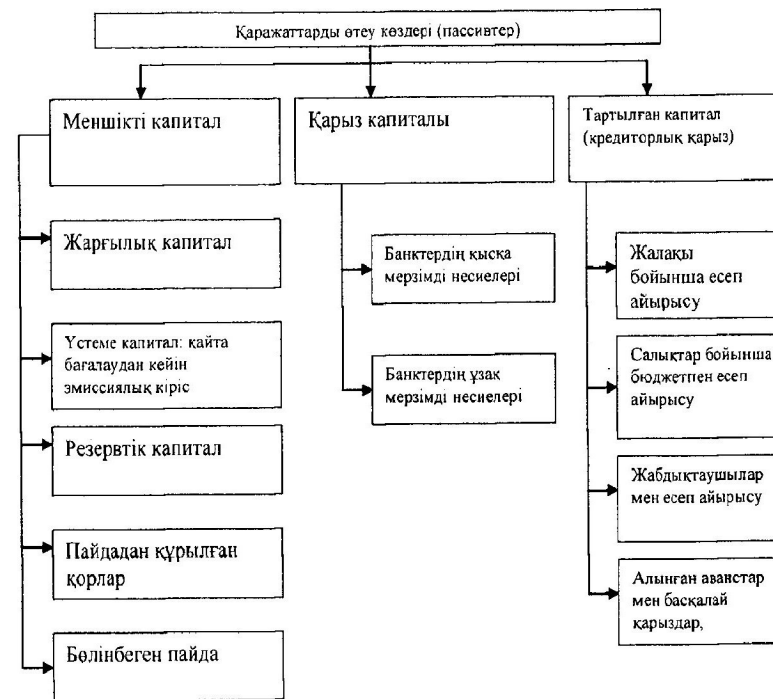 Қаражаттарды өтеу көздері (пассивтер)
Меншікті капитал
Қарыз капиталы
Тартылған капитал
(кредиторлық қарыз)
Жарғылық капитал
Үстеме капитал: қайта
бағалаудан кейін
эмиссиялық кіріс
Резервтік капитал
Пайдадан құрылған
қорлар
Бөлінбеген пайда
Банктердің қысқа
мерзімді несиелері
Банктердің ұзақ
мерзімді несиелері
Жалақы
бойынша есеп
айырысу
Салықтар бойынша
бюджетпен есеп
айырысу
Жабдықтаушылар
мен есеп айырысу
Алынған аванстар
мен басқалай
қарыздар,